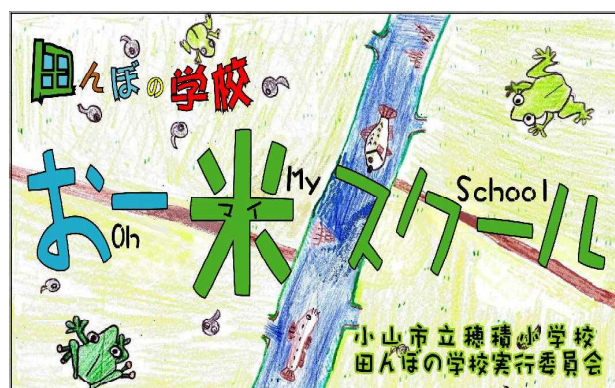 田んぼの学校
おー米スクール
Oh マイ My School
小山市立穂積小学校
田んぼの学校実行委員会